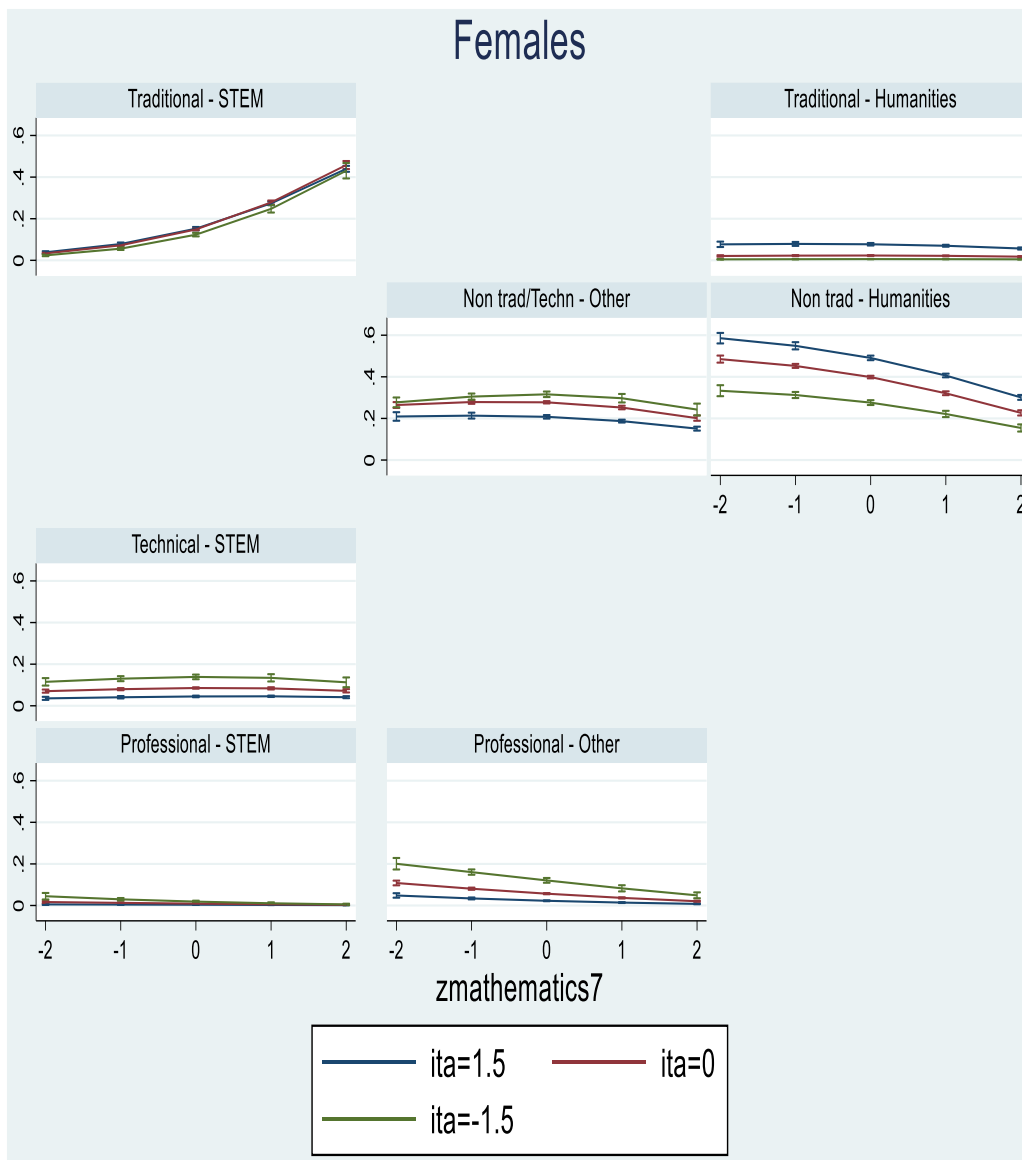 Females
Traditional - STEM
Traditional - Humanities
.6
.4
.2
0
Non trad/Techn - Other
Non trad - Humanities
.6
.4
.2
0
-2 -1 0 1 2
Technical - STEM
.6
.4
.2
0
Professional - STEM
Professional - Other
.6
.4
.2
0
-2 -1 0 1 2
-2 -1 0 1 2
zmathematics7
ita=1.5
ita=0
ita=-1.5